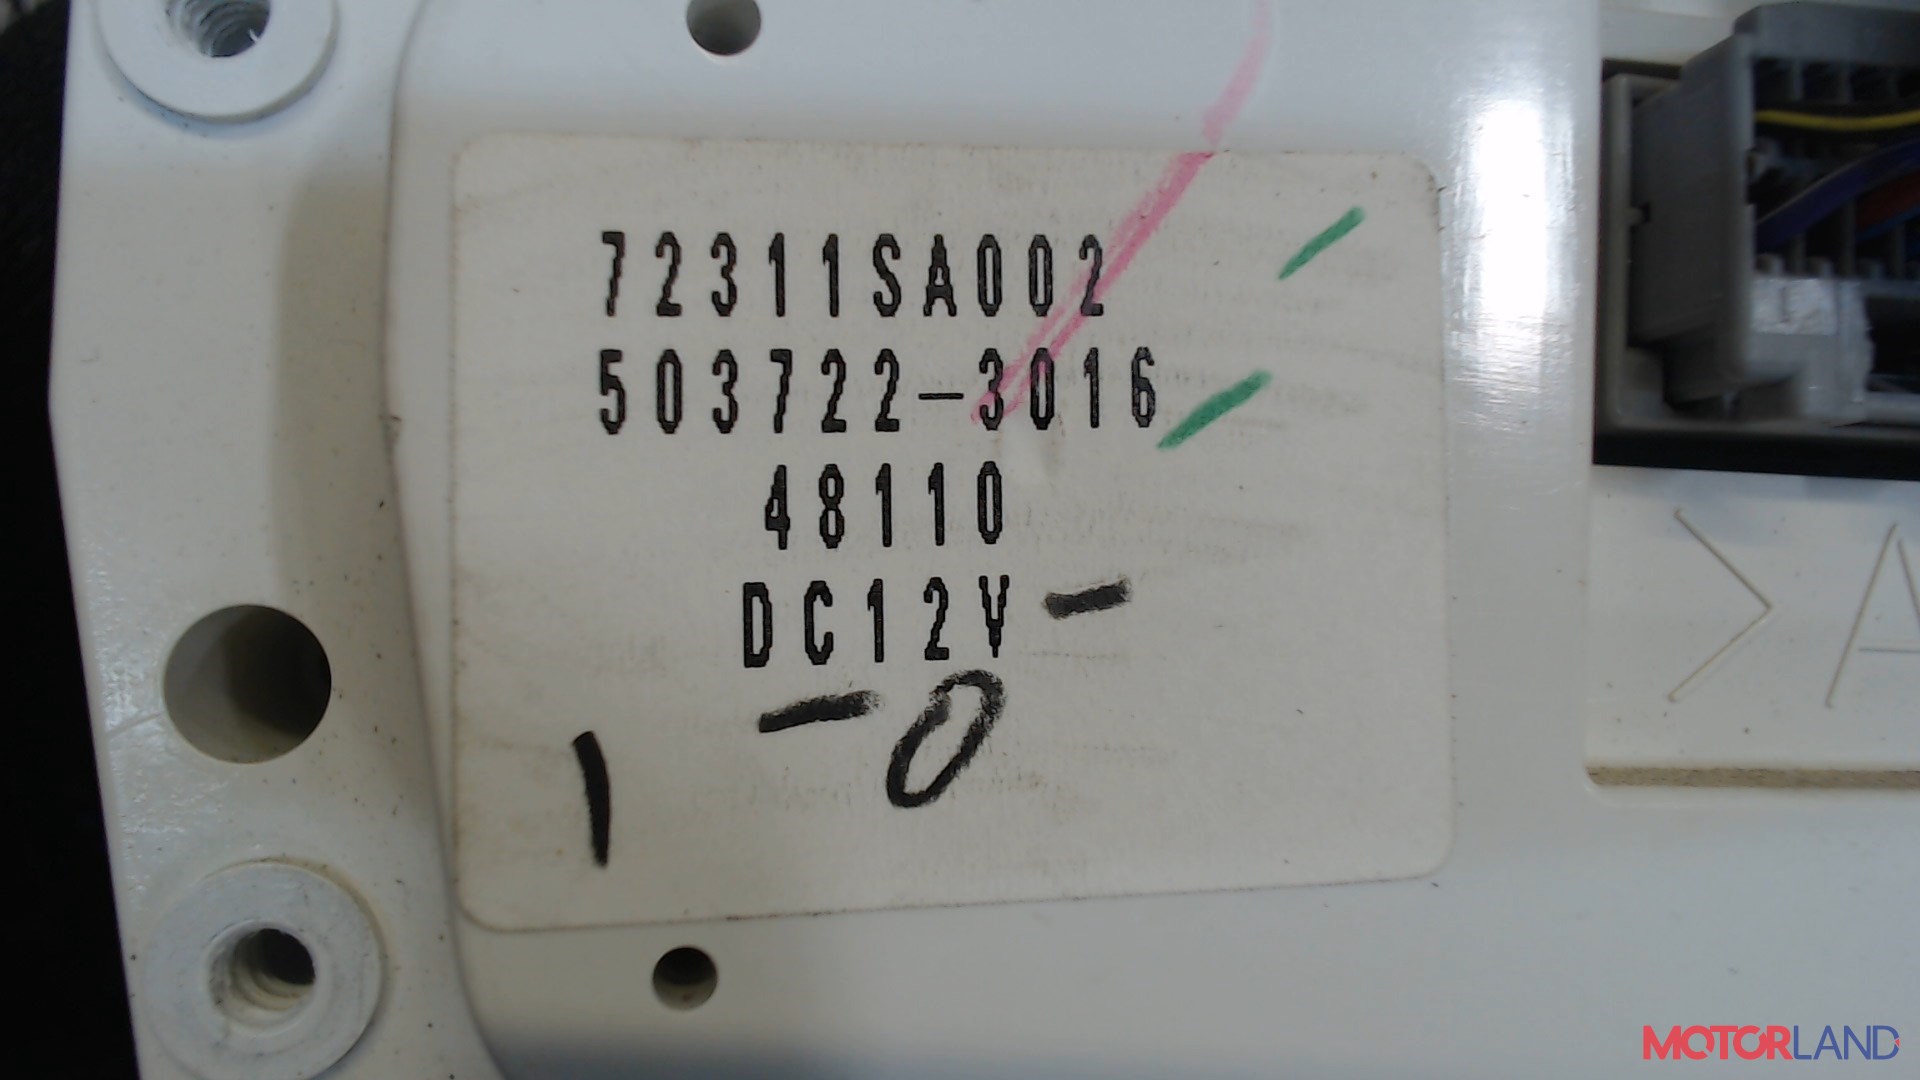 72311SA002
503722-3016
48110
DC12V -
- 0
1
> A
MOTORLAND